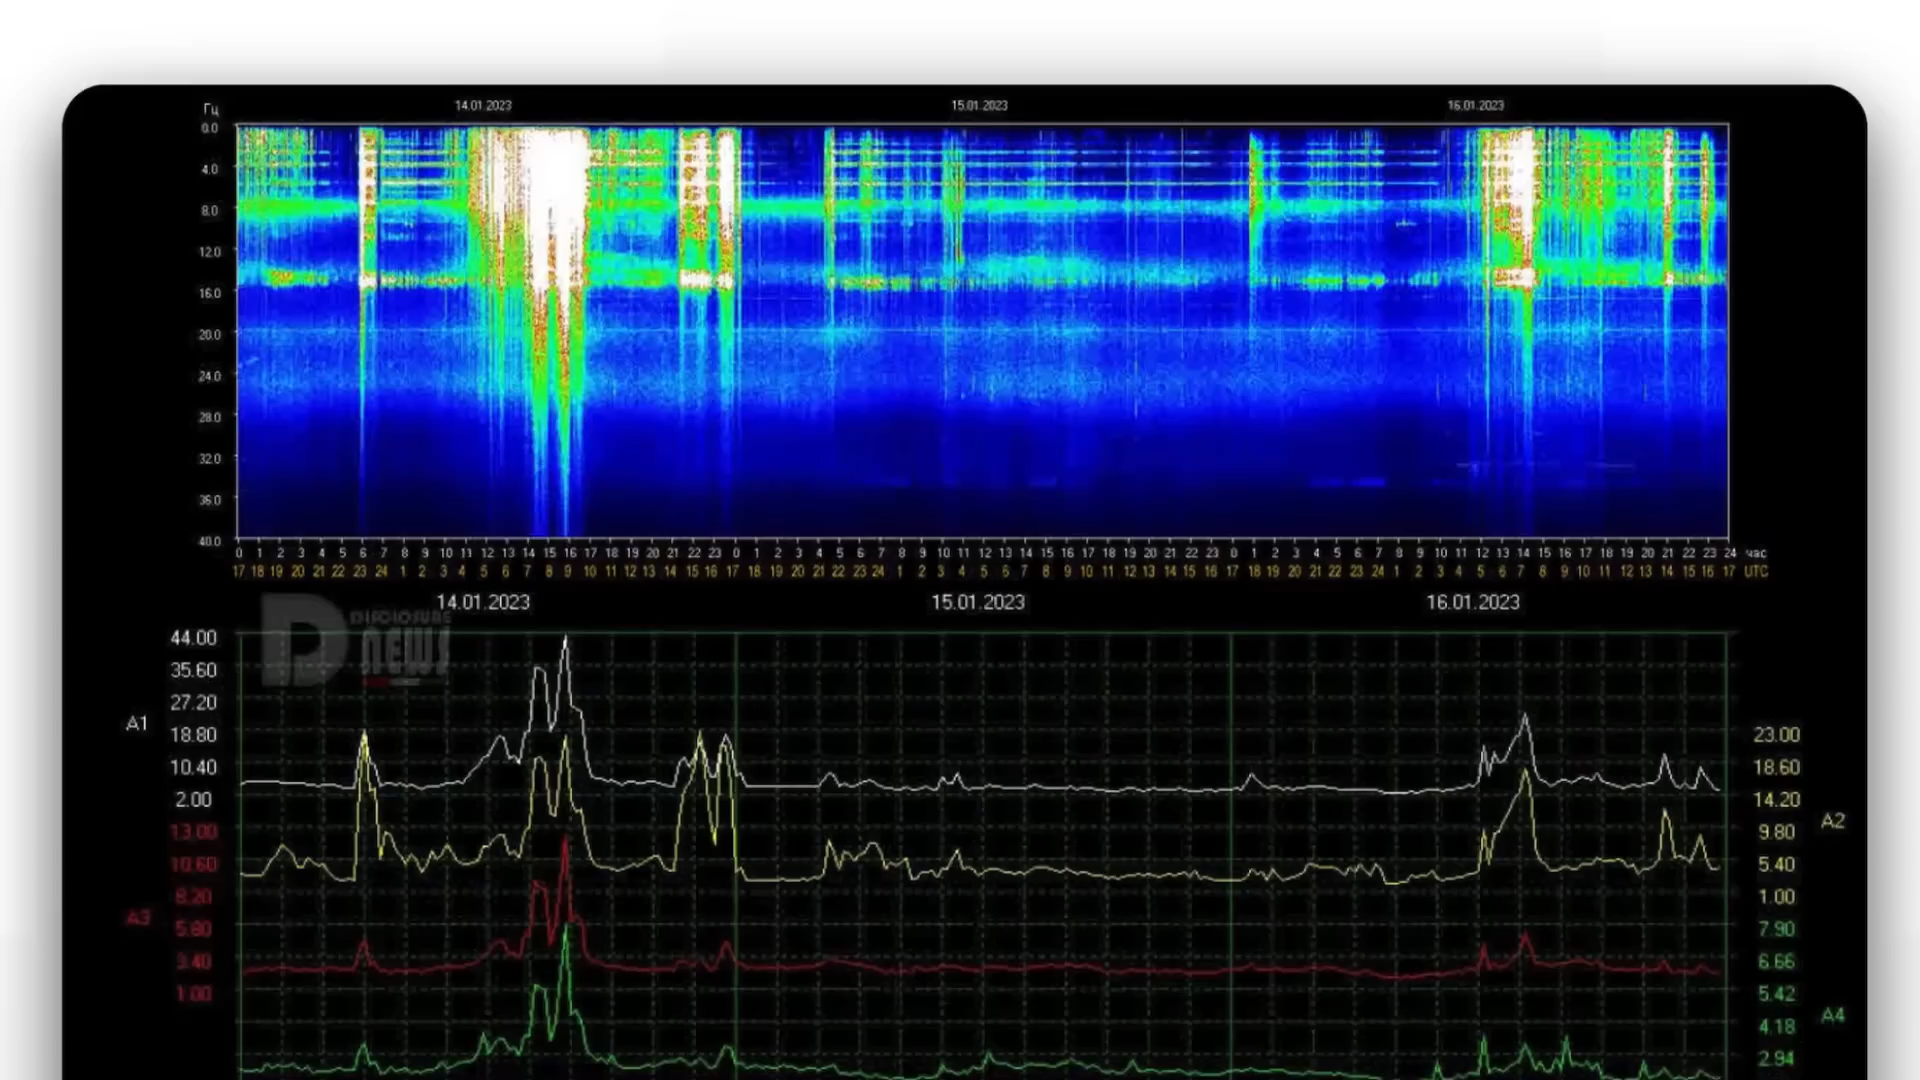 Гц
14.01.2023 15.01.2023 16.01.2023
0.0
4.0
8.0
12.0
16.0
20.0
24.0
28.0
32.0
36.0
40.0
0 1 2 3 4 5 6 7 8 9 10 11 12 13 14 15 16 17 18 19 20 21 22 23 0 1 2 3 4 5 6 7 8 9 10 11 12 13 14 15 16 17 18 19 20 21 22 23 0 1 2 3 4 5 6 7 8 9 10 11 12 13 14 15 16 17 18 19 20 21 22 23 24 час
17 18 19 20 21 22 23 24 1 2 3 4 5 6 7 8 9 10 11 12 13 14 15 16 17 18 19 20 21 22 23 24 1 2 3 4 5 6 7 8 9 10 11 12 13 14 15 16 17 18 19 20 21 22 23 24 1 2 3 4 5 6 7 8 9 10 11 12 13 14 15 16 17 UTC
14.01.2023 15.01.2023 16.01.2023
DISCLOSURE
NEWS
44.00
35.60
27.20
A1 18.80 23.00
10.40 18.60
2.00 14.20
13.00 9.80 A2
10.60 5.40
8.20 1.00
A3 5.80 7.90
3.40 6.66
1.00 5.42
4.18 A4
2.94